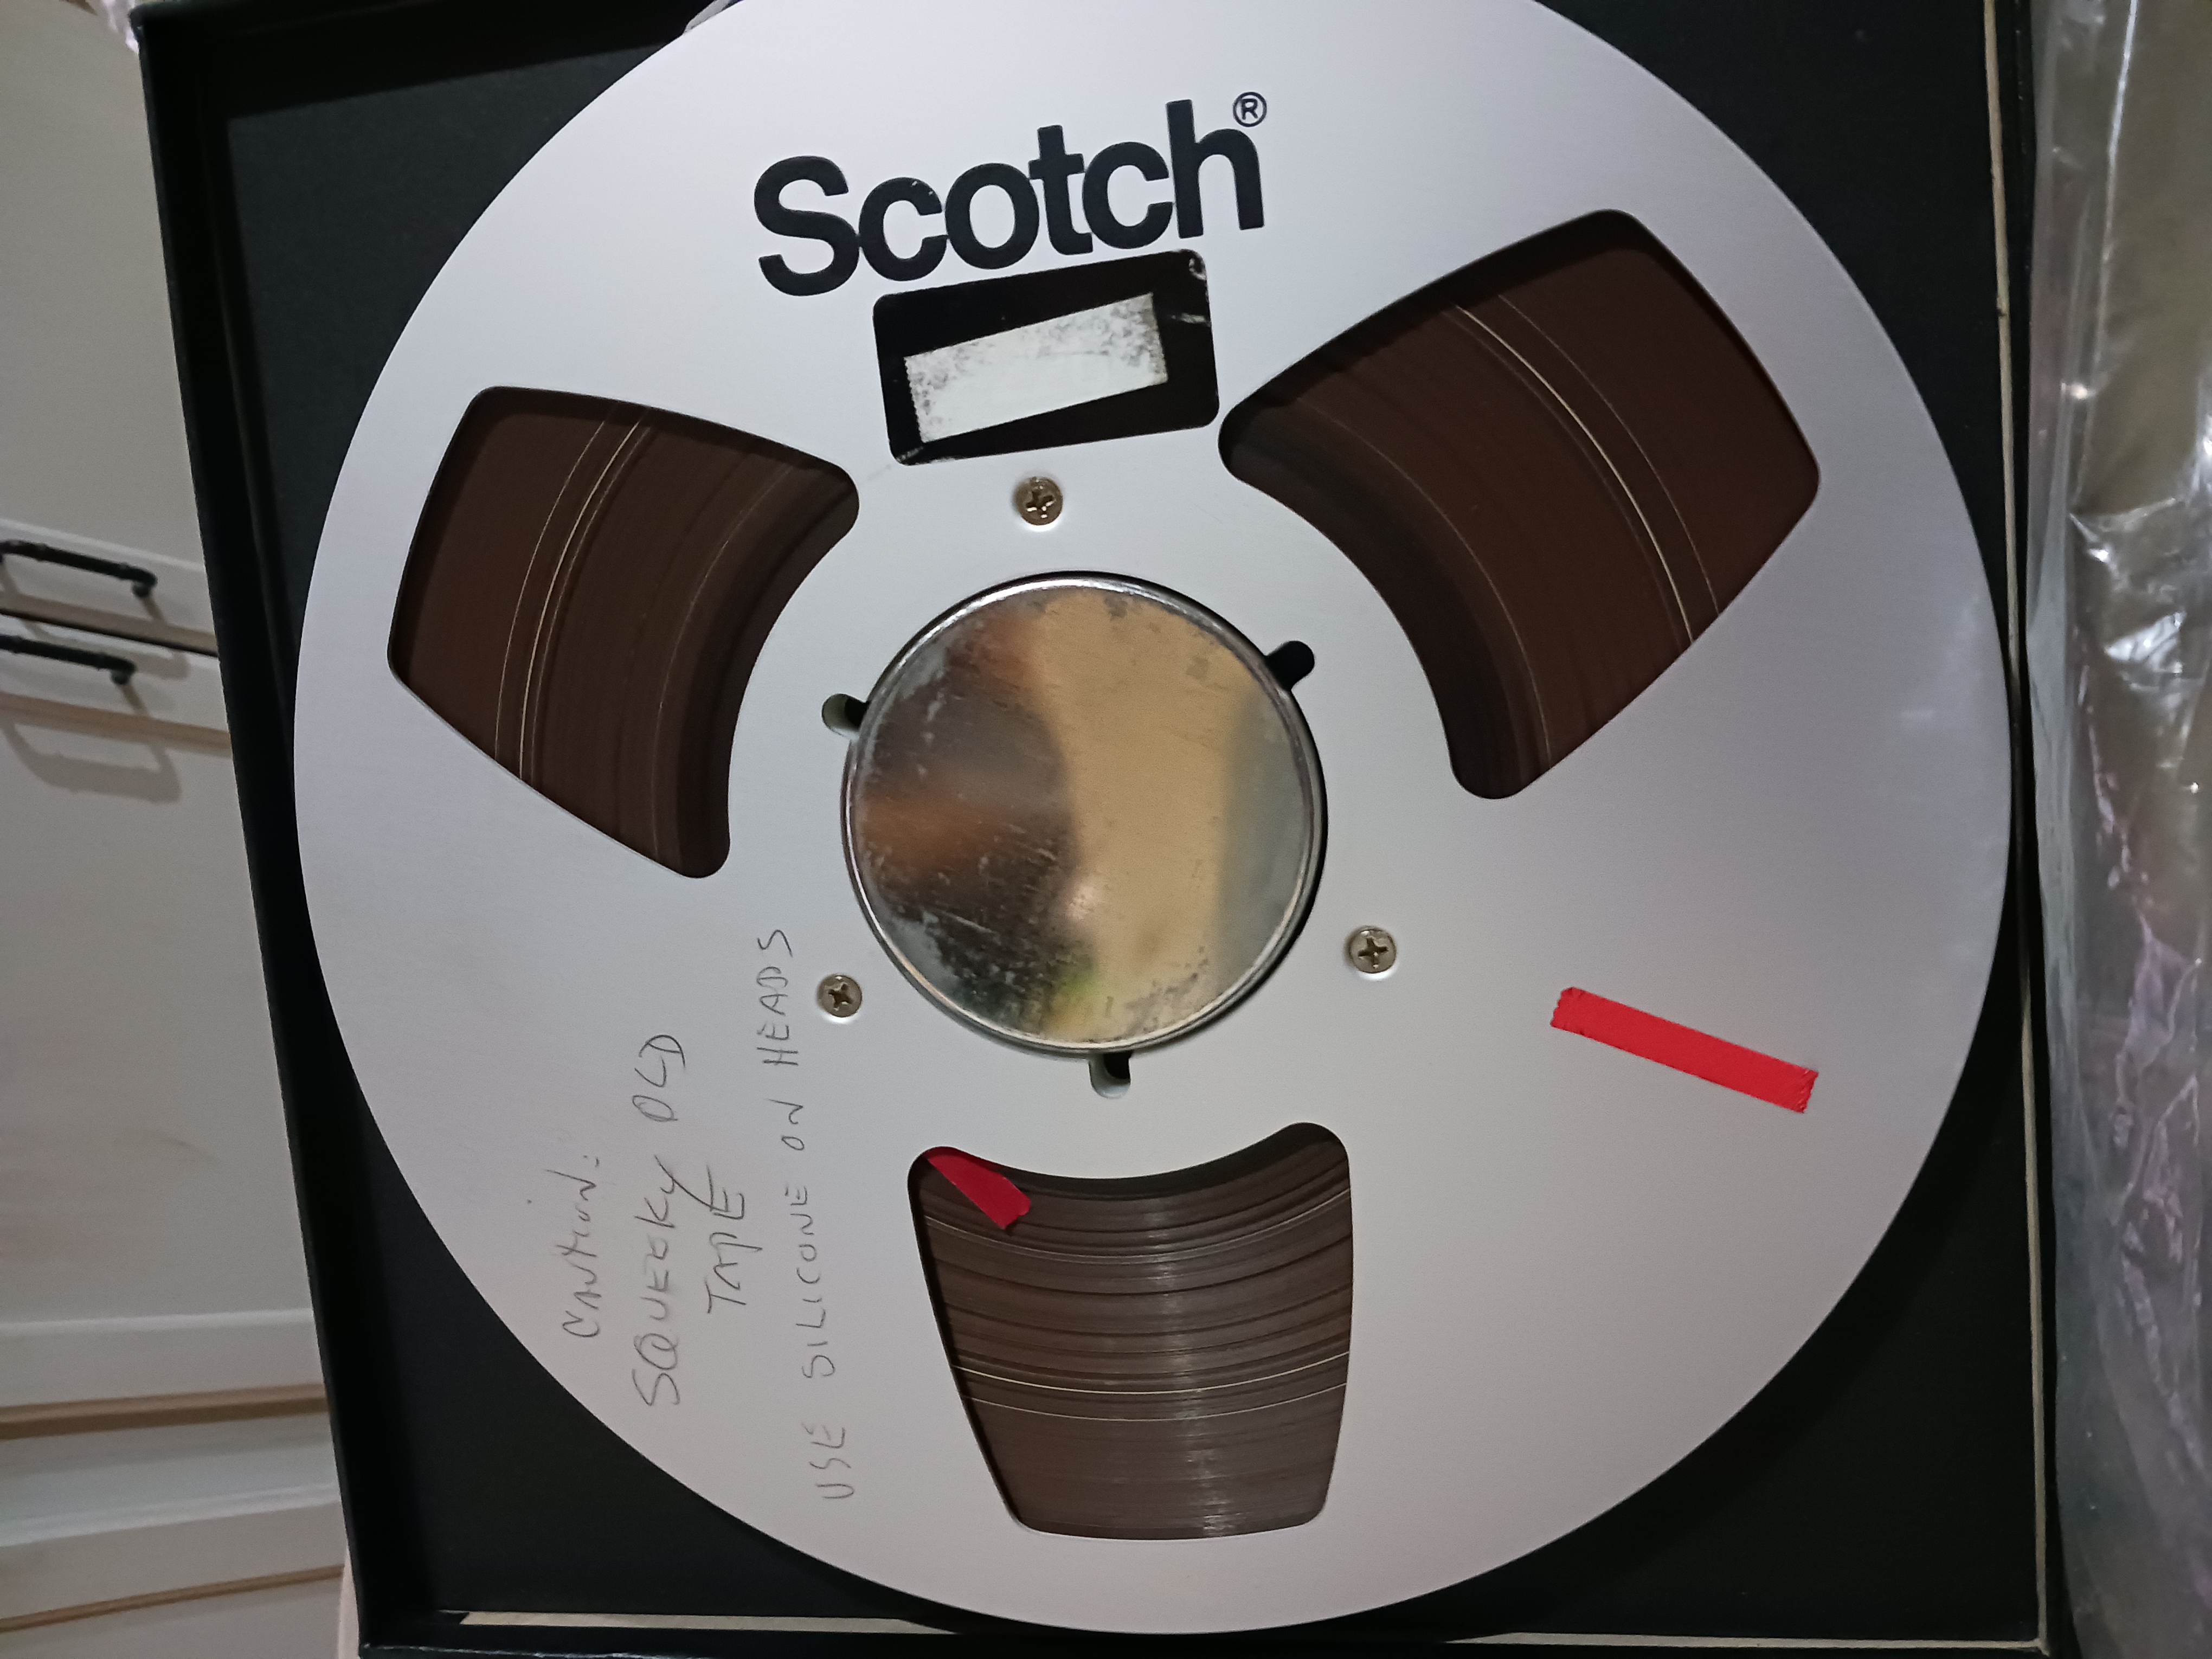 Scotch®
CAUTION:
SQUEEKY OLD
TAPE
USE SILICONE ON HEADS